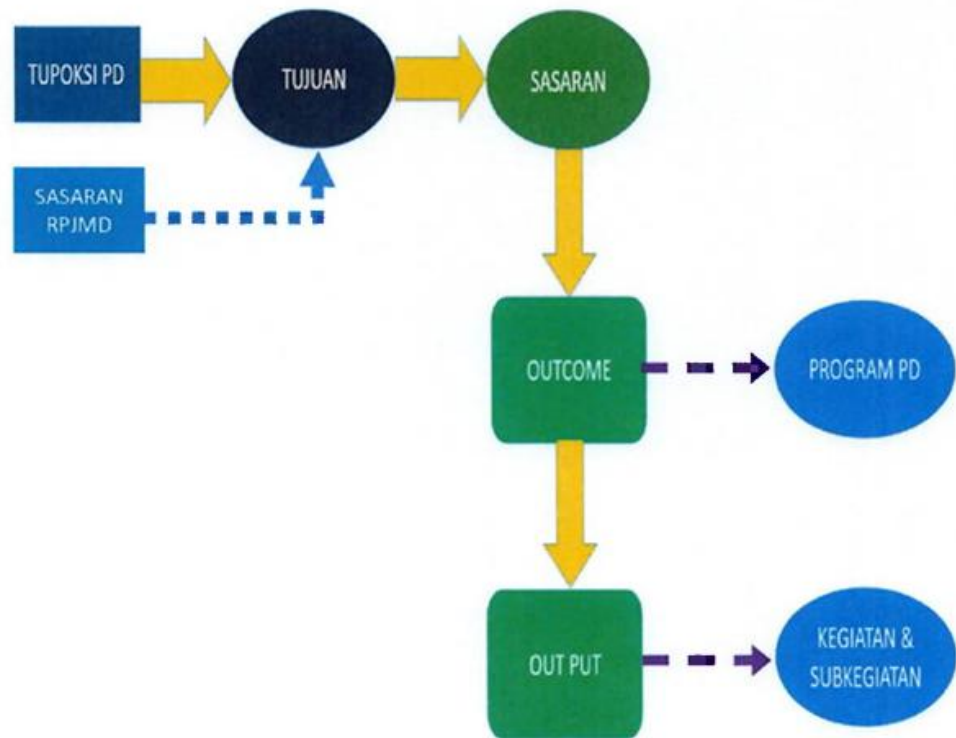 TUPOKSI PD
TUJUAN
SASARAN
SASARAN
RPJMD
OUTCOME
PROGRAM PD
OUT PUT
KEGIATAN &
SUBKEGIATAN